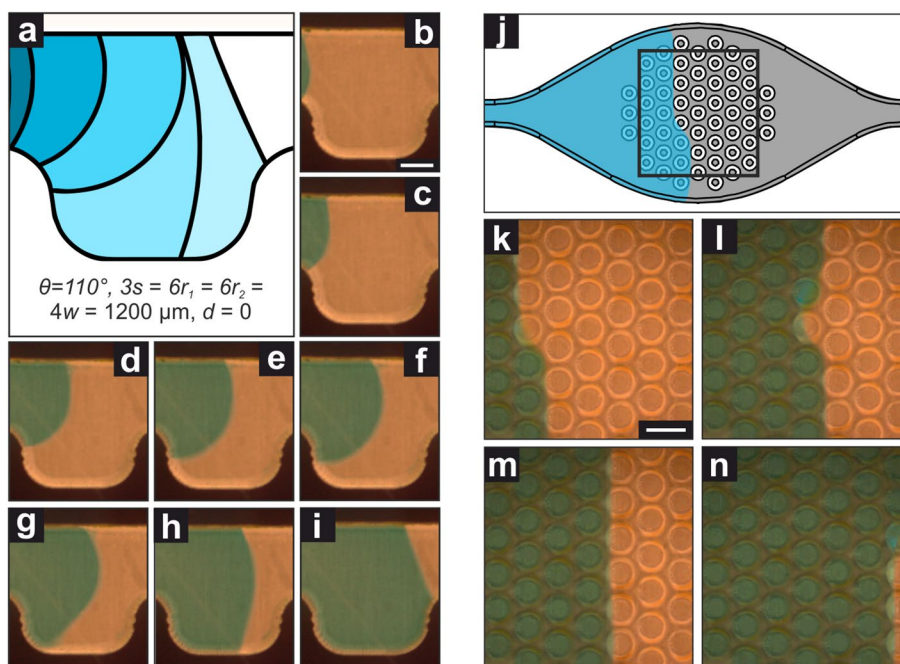 a
b
c
θ=110°, 3s = 6r₁ = 6r₂ =
4w = 1200 µm, d = 0
d
e
f
g
h
i
j
k
l
m
n